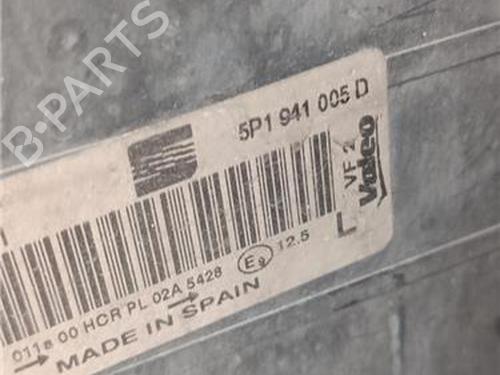 B-PARTS
5P1 941 005 D
L VF 2
Valeo
011a 00 HCR PL 02A 5428
E9 12.5
MADE IN SPAIN